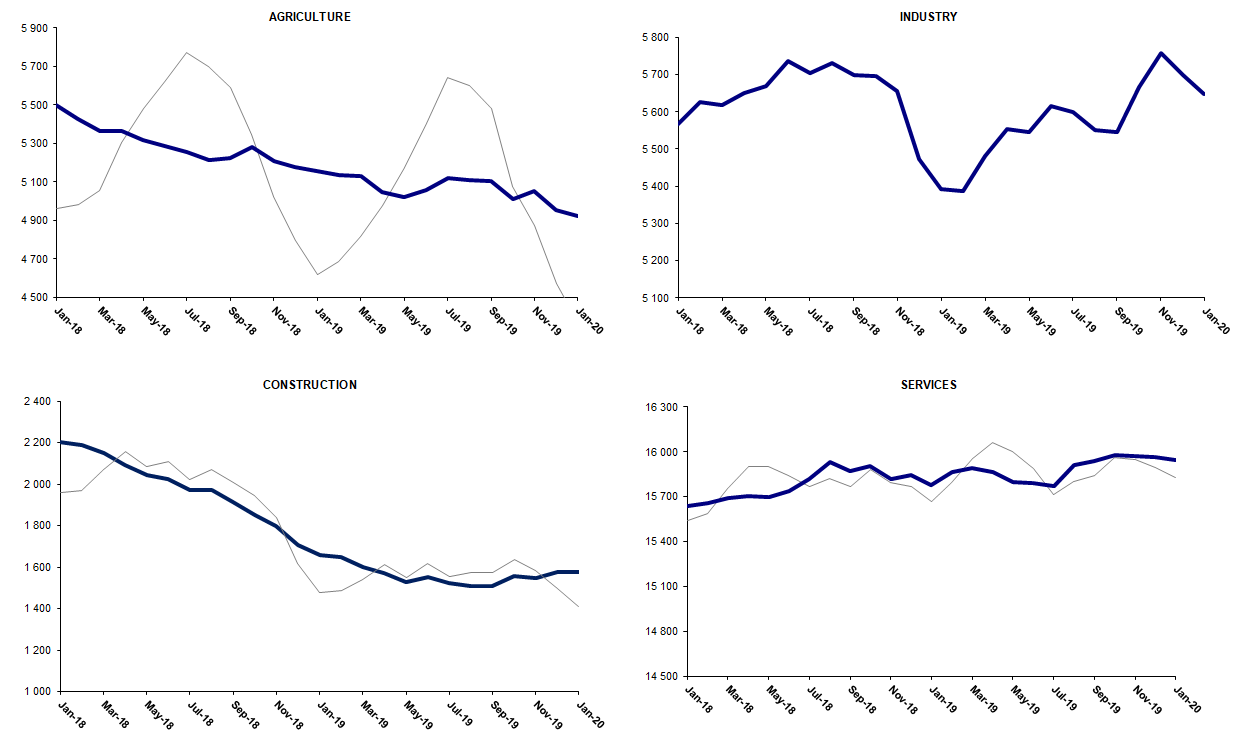 AGRICULTURE
5 900
5 700
5 500
5 300
5 100
4 900
4 700
4 500
Jan-18
Mar-18
May-18
Jul-18
Sep-18
Nov-18
Jan-19
Mar-19
May-19
Jul-19
Sep-19
Nov-19
Jan-20
INDUSTRY
5 800
5 700
5 600
5 500
5 400
5 300
5 200
5 100
Jan-18
Mar-18
May-18
Jul-18
Sep-18
Nov-18
Jan-19
Mar-19
May-19
Jul-19
Sep-19
Nov-19
Jan-20
CONSTRUCTION
2 400
2 200
2 000
1 800
1 600
1 400
1 200
1 000
Jan-18
Mar-18
May-18
Jul-18
Sep-18
Nov-18
Jan-19
Mar-19
May-19
Jul-19
Sep-19
Nov-19
Jan-20
SERVICES
16 300
16 000
15 700
15 400
15 100
14 800
14 500
Jan-18
Mar-18
May-18
Jul-18
Sep-18
Nov-18
Jan-19
Mar-19
May-19
Jul-19
Sep-19
Nov-19
Jan-20